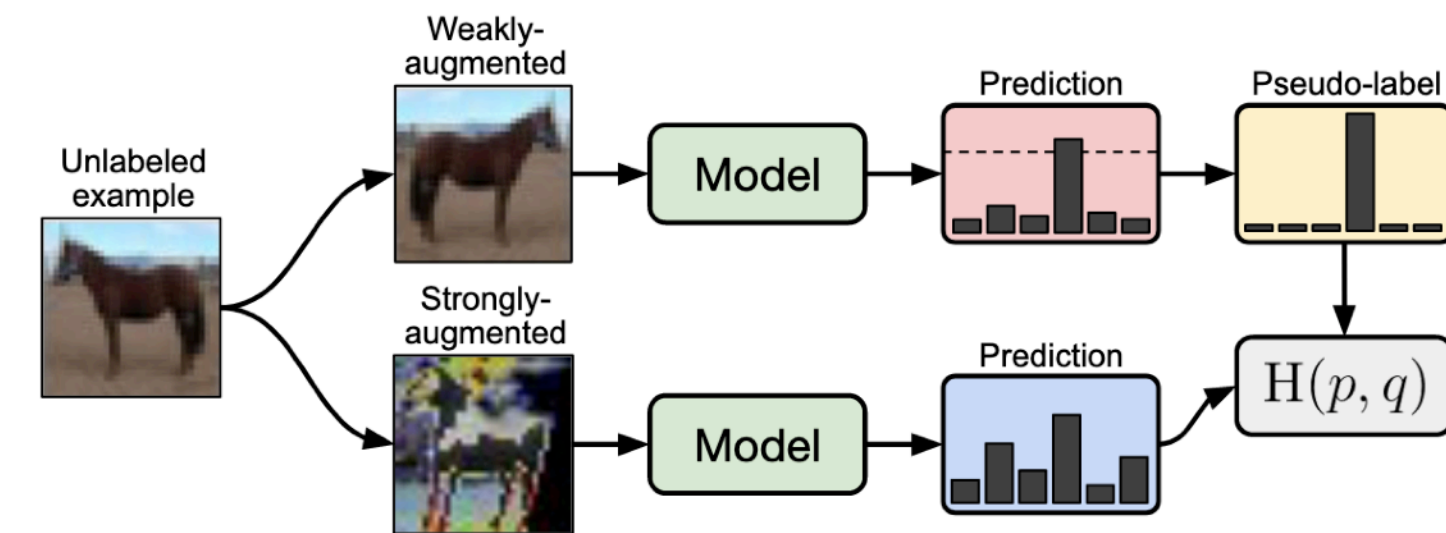 Unlabeled
example
Weakly-
augmented
Model
Prediction
Pseudo-label
Strongly-
augmented
Model
Prediction
H(p, q)